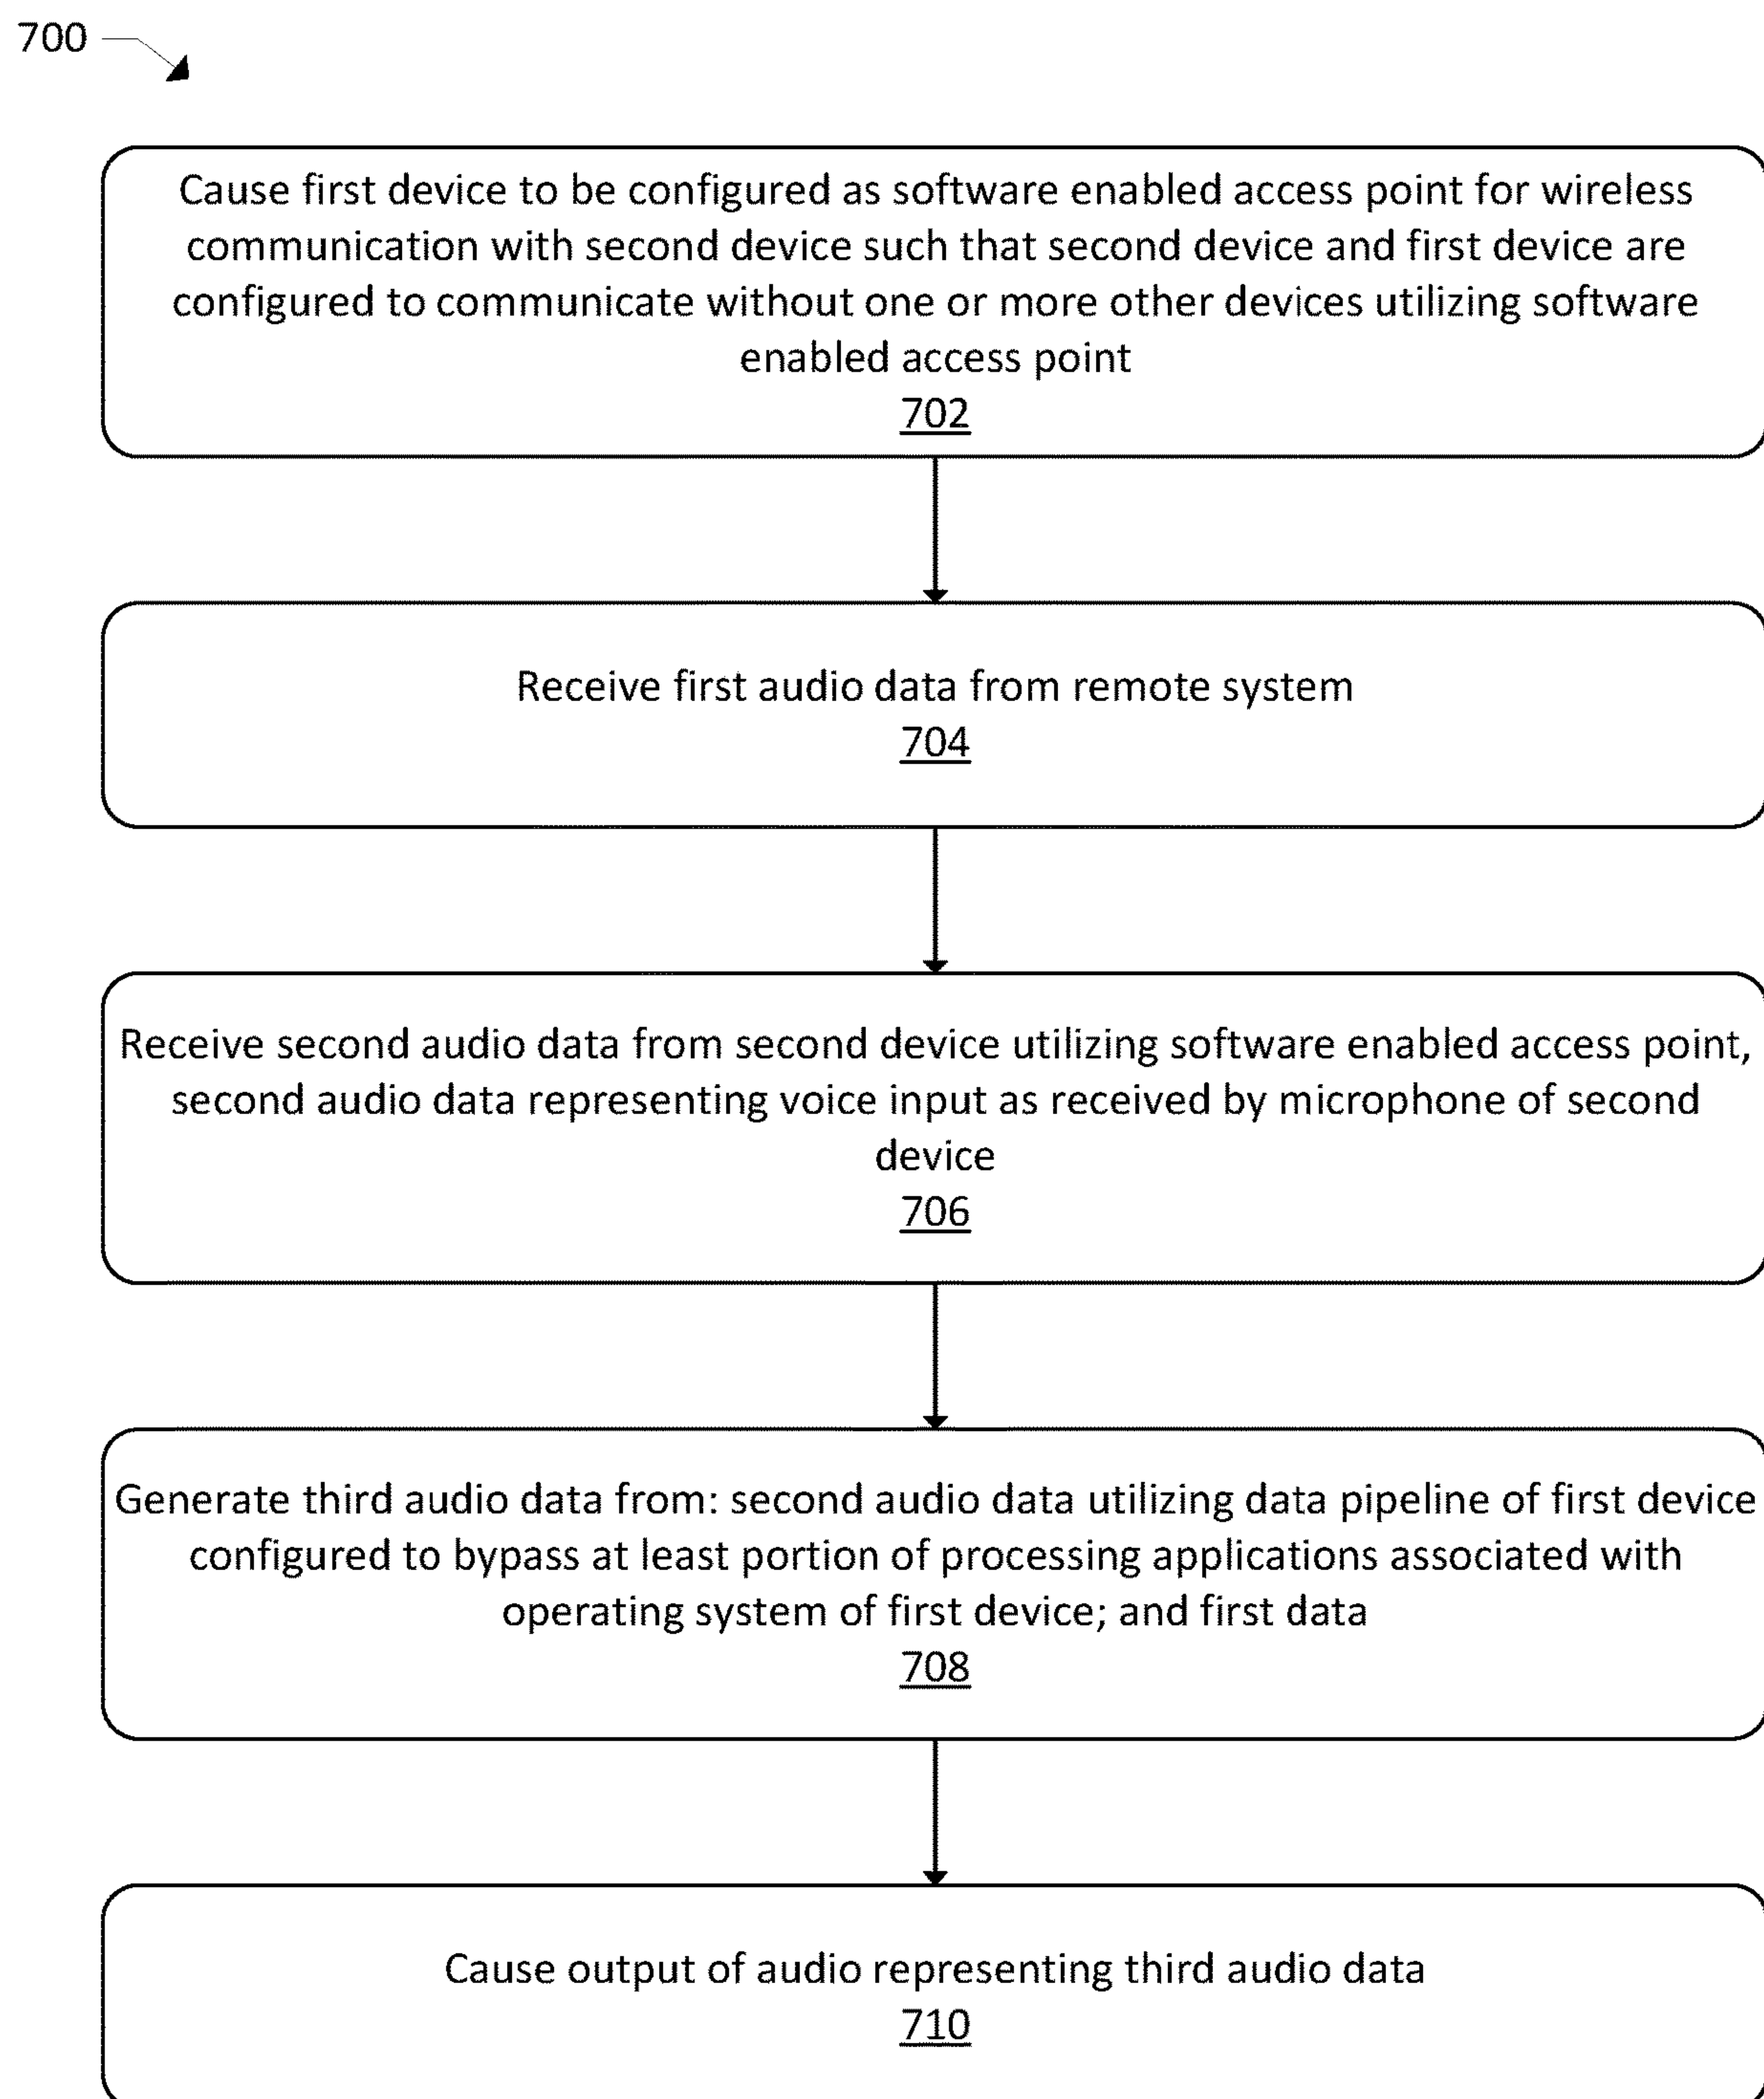 700
Cause first device to be configured as software enabled access point for wireless
communication with second device such that second device and first device are
configured to communicate without one or more other devices utilizing software
enabled access point
702
Receive first audio data from remote system
704
Receive second audio data from second device utilizing software enabled access point,
second audio data representing voice input as received by microphone of second
device
706
Generate third audio data from: second audio data utilizing data pipeline of first device
configured to bypass at least portion of processing applications associated with
operating system of first device; and first data
708
Cause output of audio representing third audio data
710